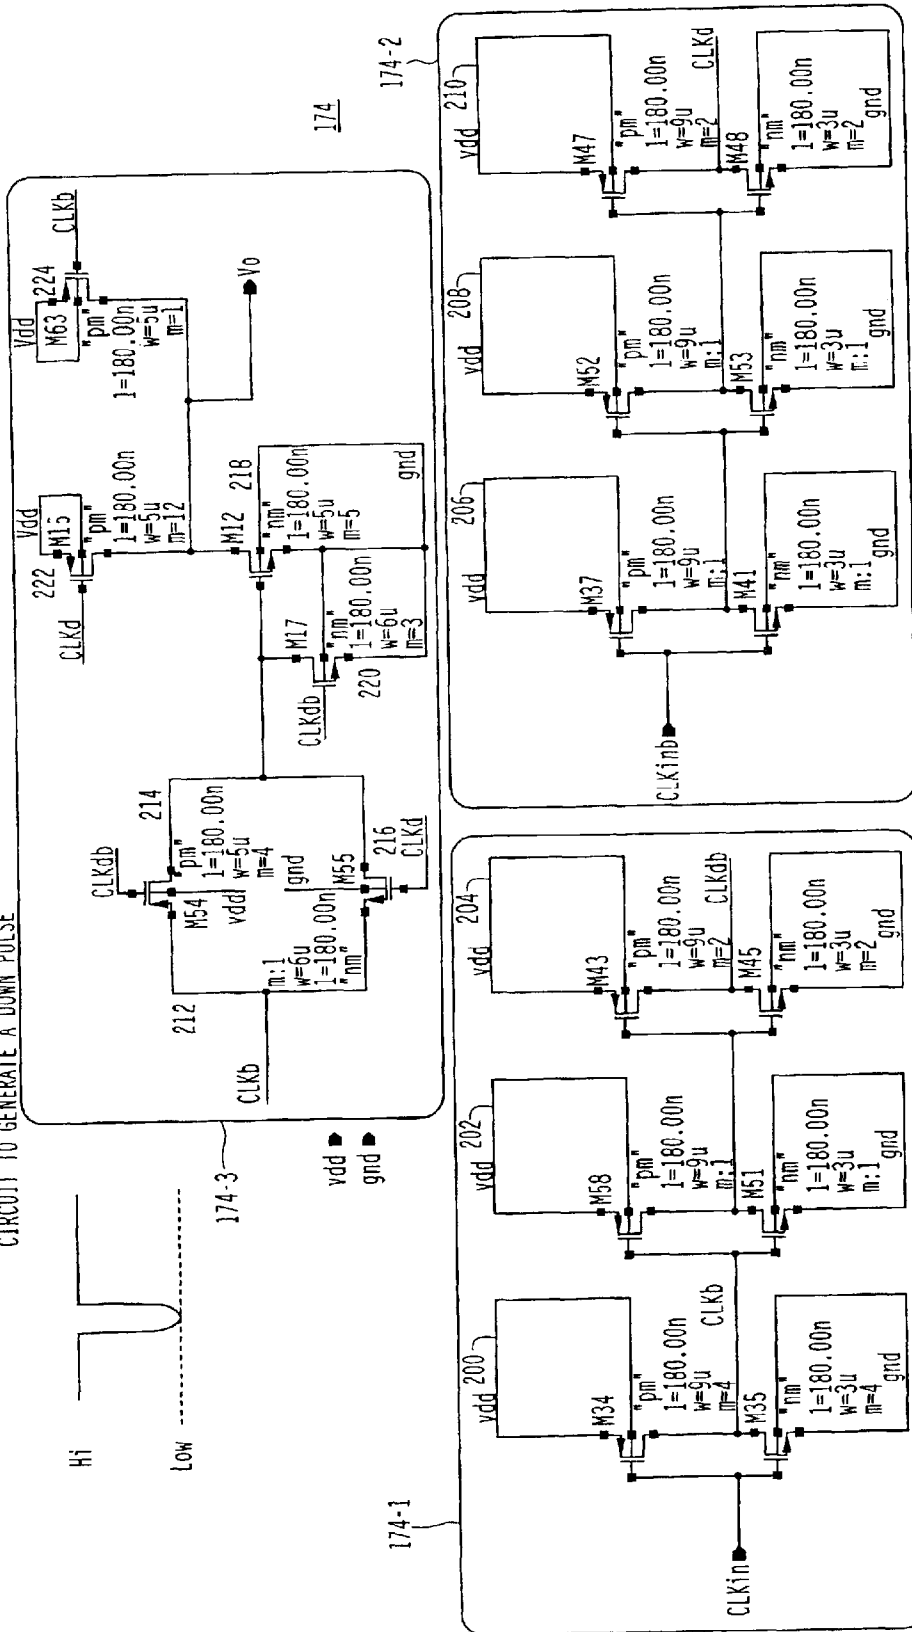 CIRCUIT TO GENERATE A DOWN PULSE
Hi
Low
174-3
vdd
gnd
174
CLKb
212
CLKdb
M54
214
"pm"
l=180.00n
w=5u
m=4
vdd
gnd
m:1
w=6u
l=180.00n
"nm"
M55
216
CLKd
CLKd
222
Vdd
M15
"pm"
l=180.00n
w=5u
m=12
Vdd
M63
224
CLKb
"pm"
l=180.00n
w=5u
m=1
Vo
M12
218
"nm"
l=180.00n
w=5u
m=5
gnd
M17
"nm"
l=180.00n
w=6u
m=3
CLKdb
220
174-1
CLKin
vdd
200
M34
"pm"
l=180.00n
w=9u
m=4
CLKb
M35
"nm"
l=180.00n
w=3u
m=4
gnd
vdd
202
M58
"pm"
l=180.00n
w=9u
m:1
M51
"nm"
l=180.00n
w=3u
m:1
gnd
vdd
204
M43
"pm"
l=180.00n
w=9u
m=2
CLKdb
M45
"nm"
l=180.00n
w=3u
m=2
gnd
174-2
CLKinb
vdd
206
M37
"pm"
l=180.00n
w=9u
m:1
M41
"nm"
l=180.00n
w=3u
m:1
gnd
vdd
208
M52
"pm"
l=180.00n
w=9u
m:1
M53
"nm"
l=180.00n
w=3u
m:1
gnd
vdd
210
M47
"pm"
l=180.00n
w=9u
m=2
CLKd
M48
"nm"
l=180.00n
w=3u
m=2
gnd